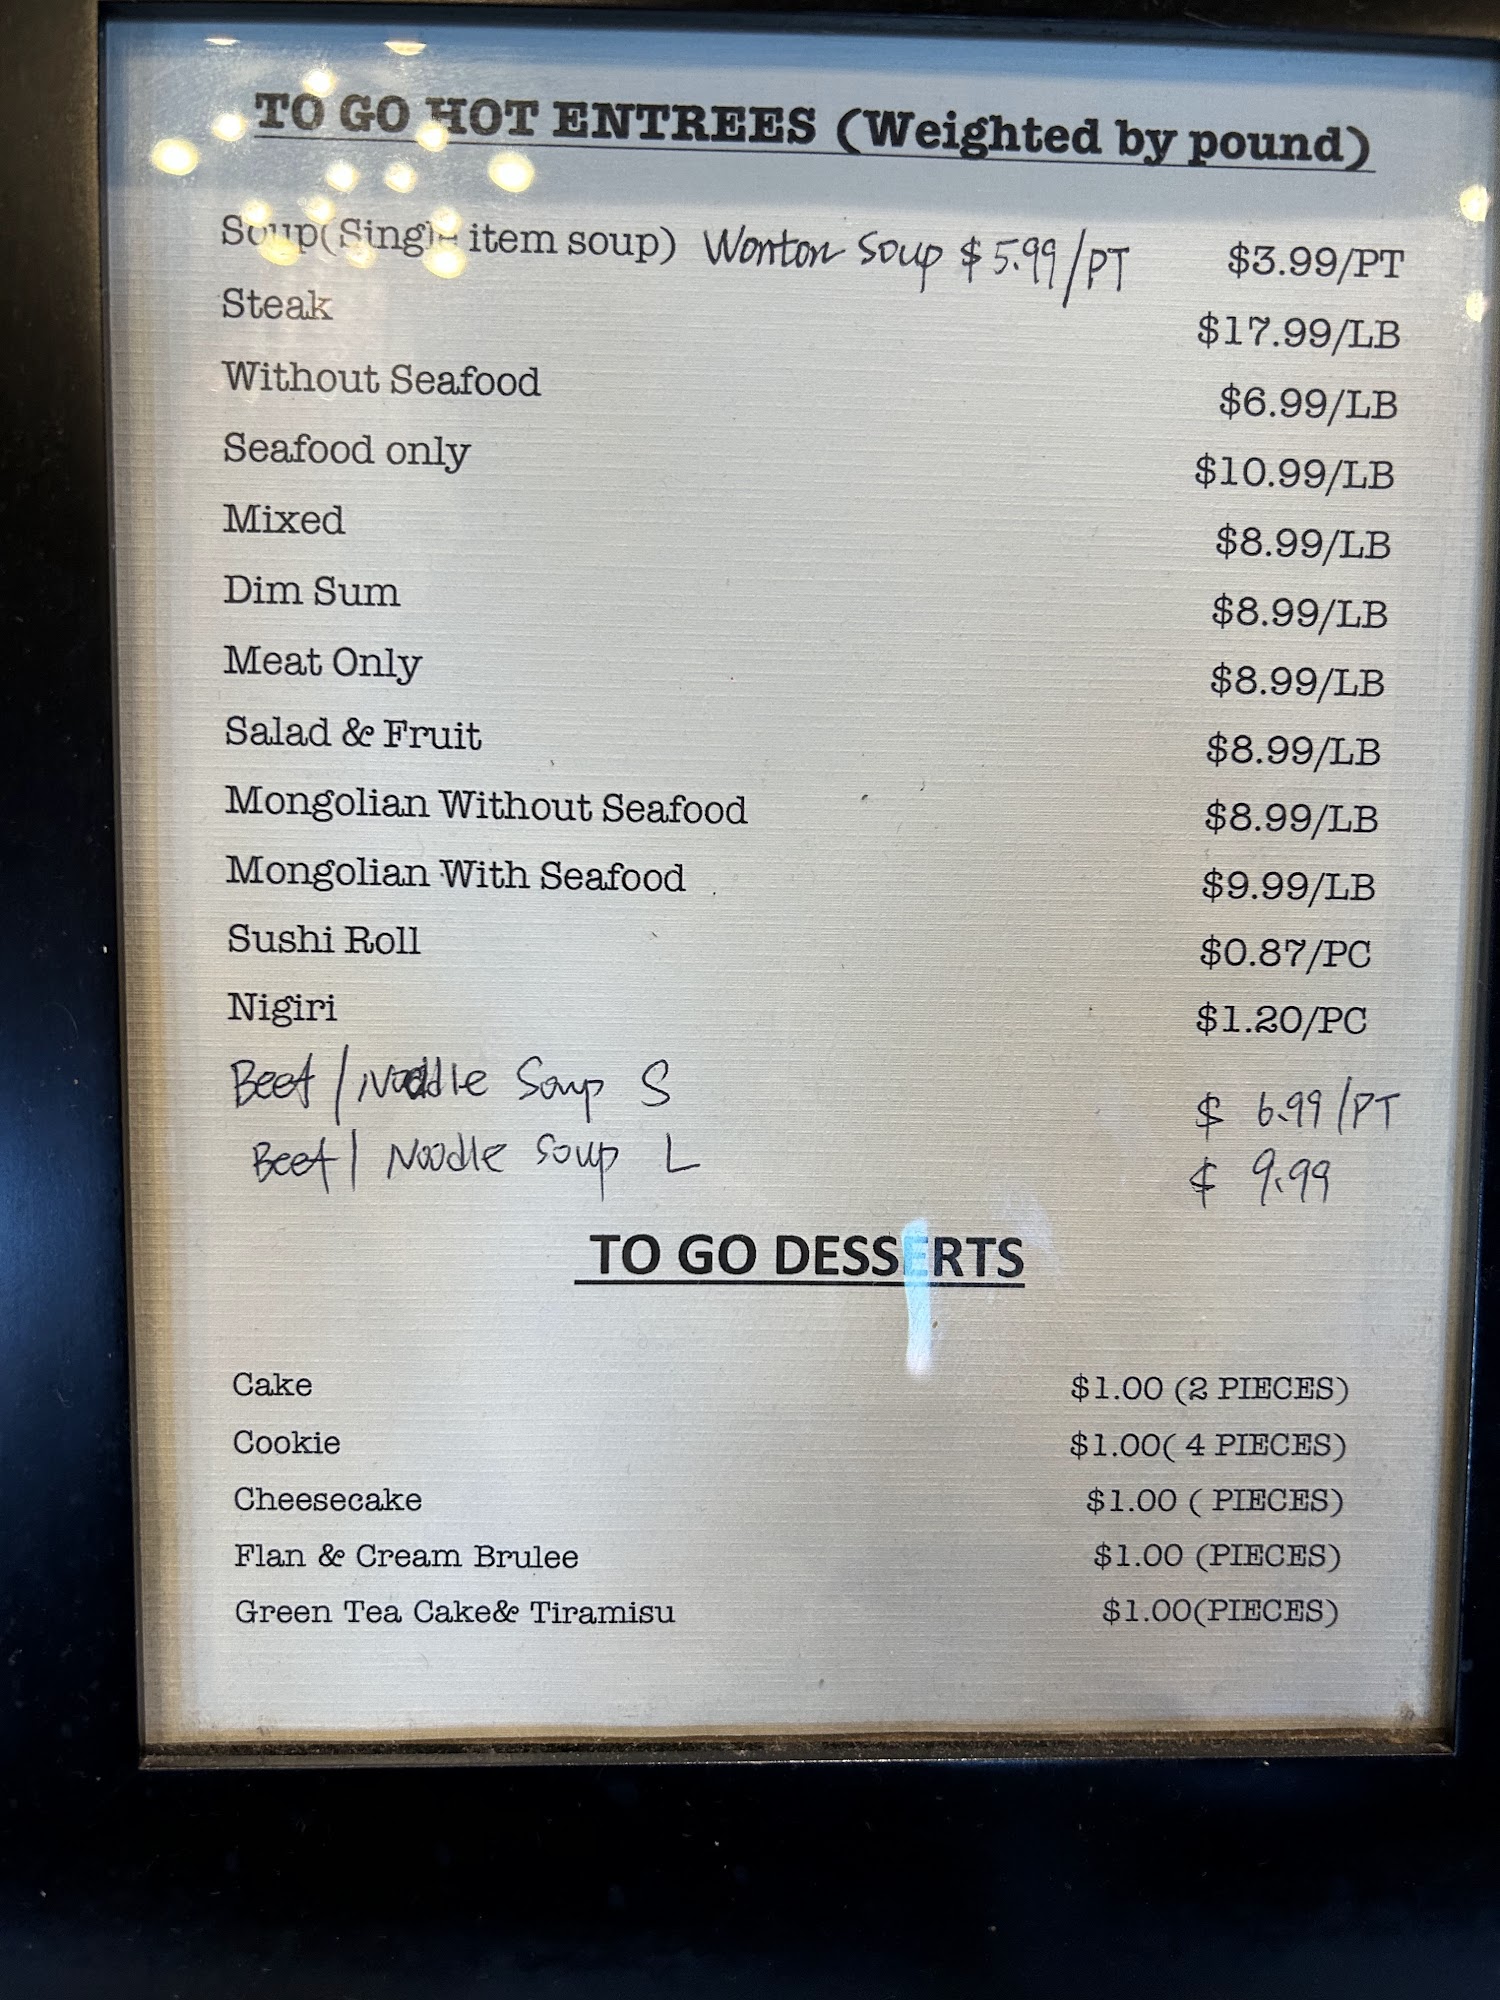 TO GO HOT ENTREES (Weighted by pound)
Soup(Single item soup) Wonton Soup $5.99/PT $3.99/PT
Steak $17.99/LB
Without Seafood $6.99/LB
Seafood only $10.99/LB
Mixed $8.99/LB
Dim Sum $8.99/LB
Meat Only $8.99/LB
Salad & Fruit $8.99/LB
Mongolian Without Seafood $8.99/LB
Mongolian With Seafood $9.99/LB
Sushi Roll $0.87/PC
Nigiri $1.20/PC
Beef / Noodle Soup S $ 6.99/PT
Beef / Noodle Soup L $ 9.99
TO GO DESSERTS
Cake $1.00 (2 PIECES)
Cookie $1.00( 4 PIECES)
Cheesecake $1.00 ( PIECES)
Flan & Cream Brulee $1.00 (PIECES)
Green Tea Cake& Tiramisu $1.00(PIECES)